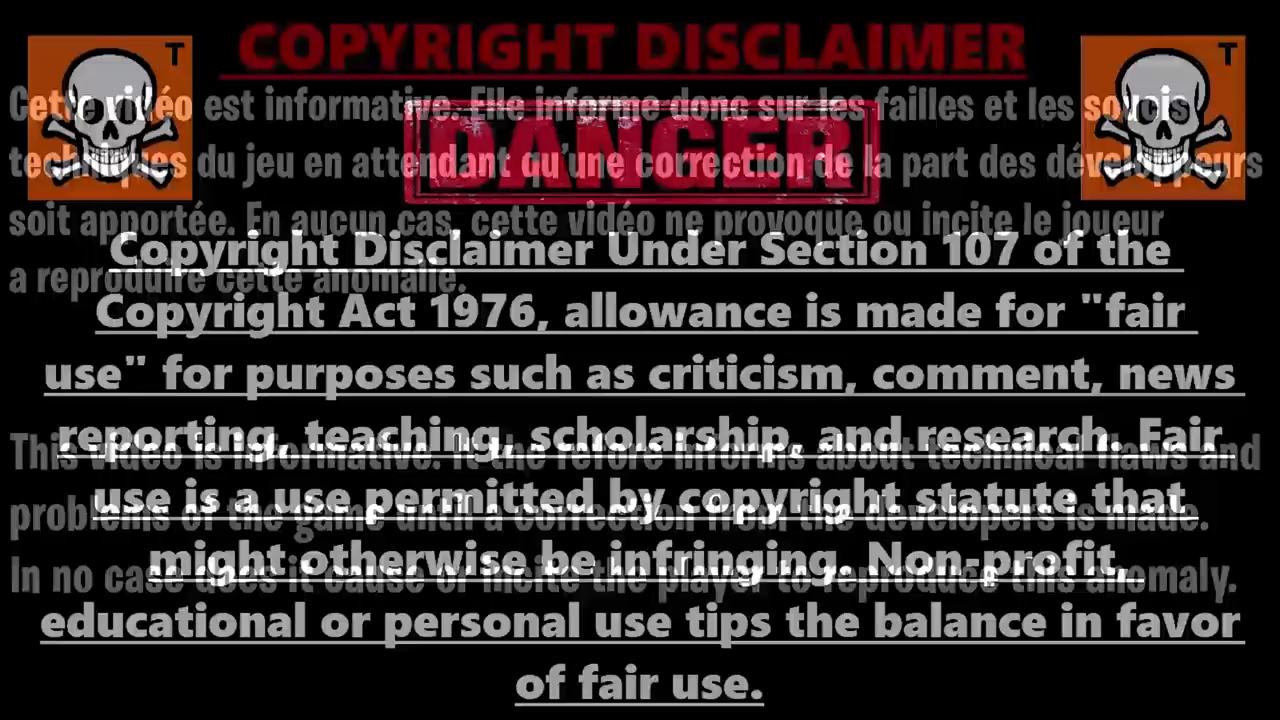 COPYRIGHT DISCLAIMER
T
T
DANGER
Cette vidéo est informative. Elle informe donc sur les failles et les soucis
techniques du jeu en attendant qu'une correction de la part des développeurs
soit apportée. En aucun cas, cette vidéo ne provoque ou incite le joueur
a reproduire cette anomalie.
Copyright Disclaimer Under Section 107 of the
Copyright Act 1976, allowance is made for "fair
use" for purposes such as criticism, comment, news
reporting, teaching, scholarship, and research. Fair
use is a use permitted by copyright statute that
might otherwise be infringing. Non-profit,
educational or personal use tips the balance in favor
of fair use.
This video is informative. It the refore informs about technical flaws and
problems of the game until a correction from the developers is made.
In no case does it cause or incite the player to reproduce this anomaly.